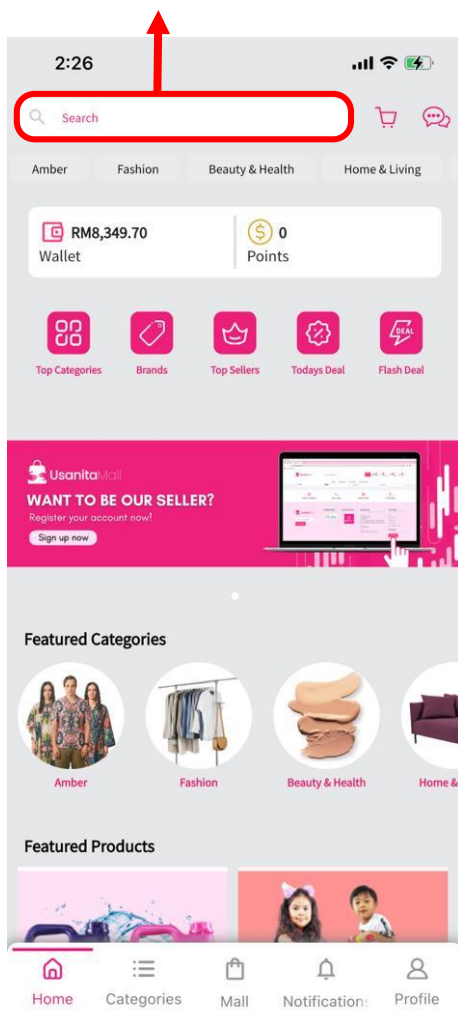 2:26
Search
Amber Fashion Beauty & Health Home & Living
RM8,349.70 0
Wallet Points
DEAL
Top Categories Brands Top Sellers Todays Deal Flash Deal
UsanitaMall
WANT TO BE OUR SELLER?
Register your account now!
Sign up now
Featured Categories
Amber Fashion Beauty & Health Home &
Featured Products
Home Categories Mall Notifications Profile